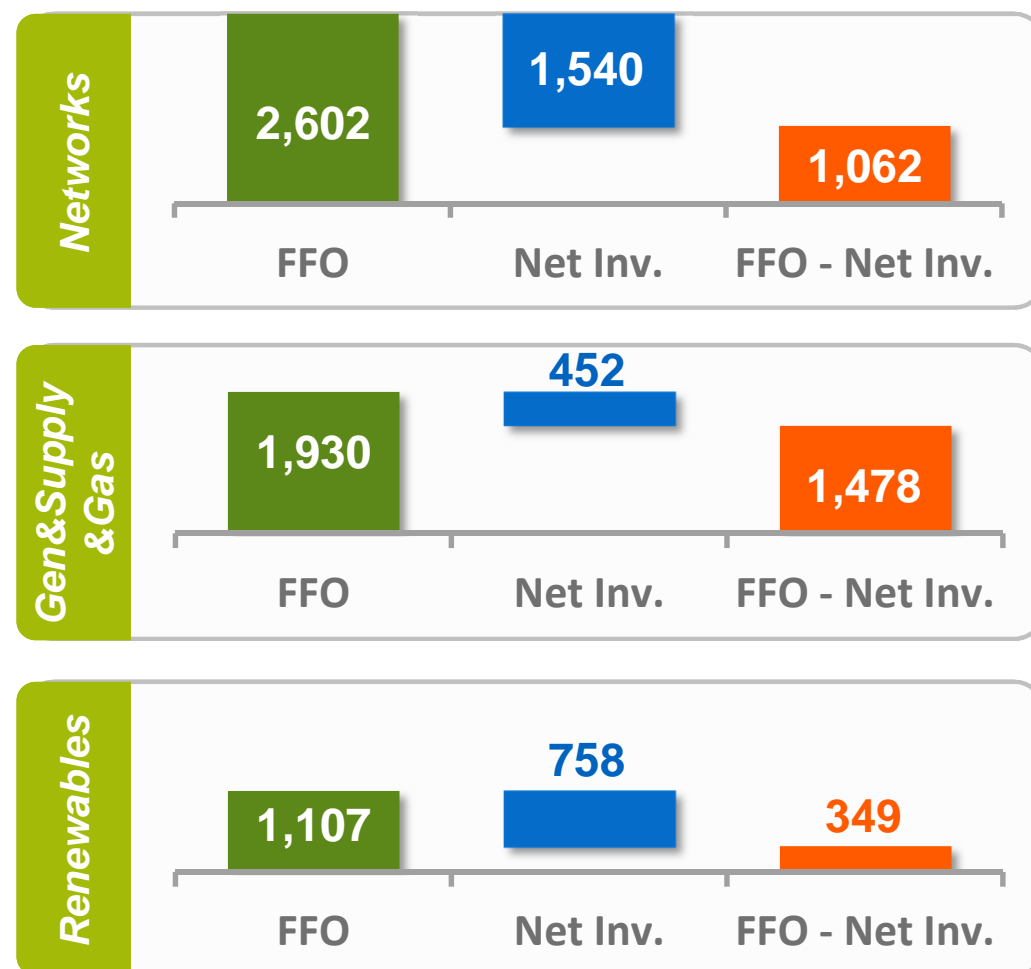 Networks
2,602
1,540
1,062
FFO
Net Inv.
FFO - Net Inv.
Gen&Supply
&Gas
1,930
452
1,478
FFO
Net Inv.
FFO - Net Inv.
Renewables
1,107
758
349
FFO
Net Inv.
FFO - Net Inv.